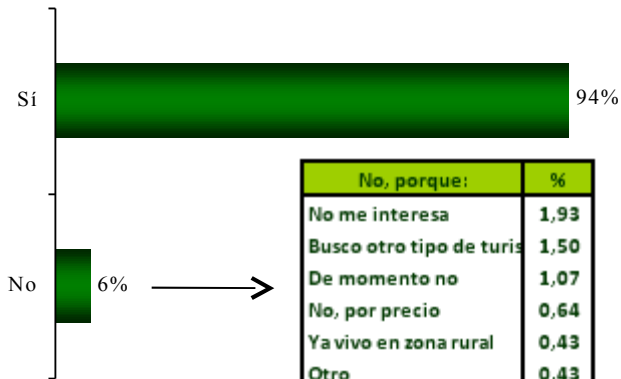 Sí
94%
No, porque: %
No me interesa 1,93
Busco otro tipo de turis 1,50
De momento no 1,07
No 6%
No, por precio 0,64
Ya vivo en zona rural 0,43
Otro 0,43